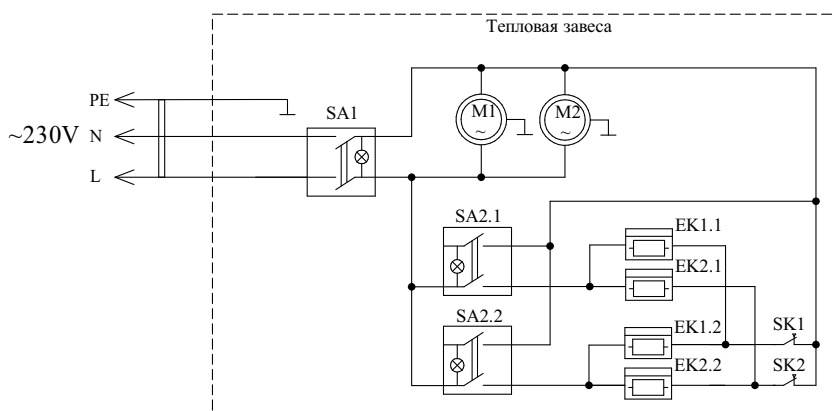 Тепловая завеса
PE
SA1
M1
~
M2
~
~230V
N
L
SA2.1
EK1.1
EK2.1
SA2.2
EK1.2
SK1
EK2.2
SK2